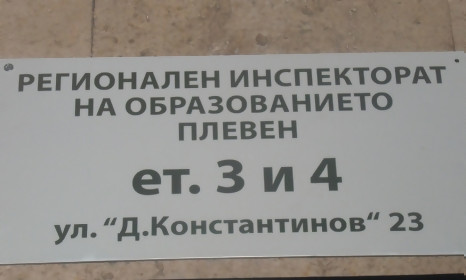 РЕГИОНАЛЕН ИНСПЕКТОРАТ
НА ОБРАЗОВАНИЕТО
ПЛЕВЕН
ет. 3 и 4
ул. “Д.Константинов“ 23